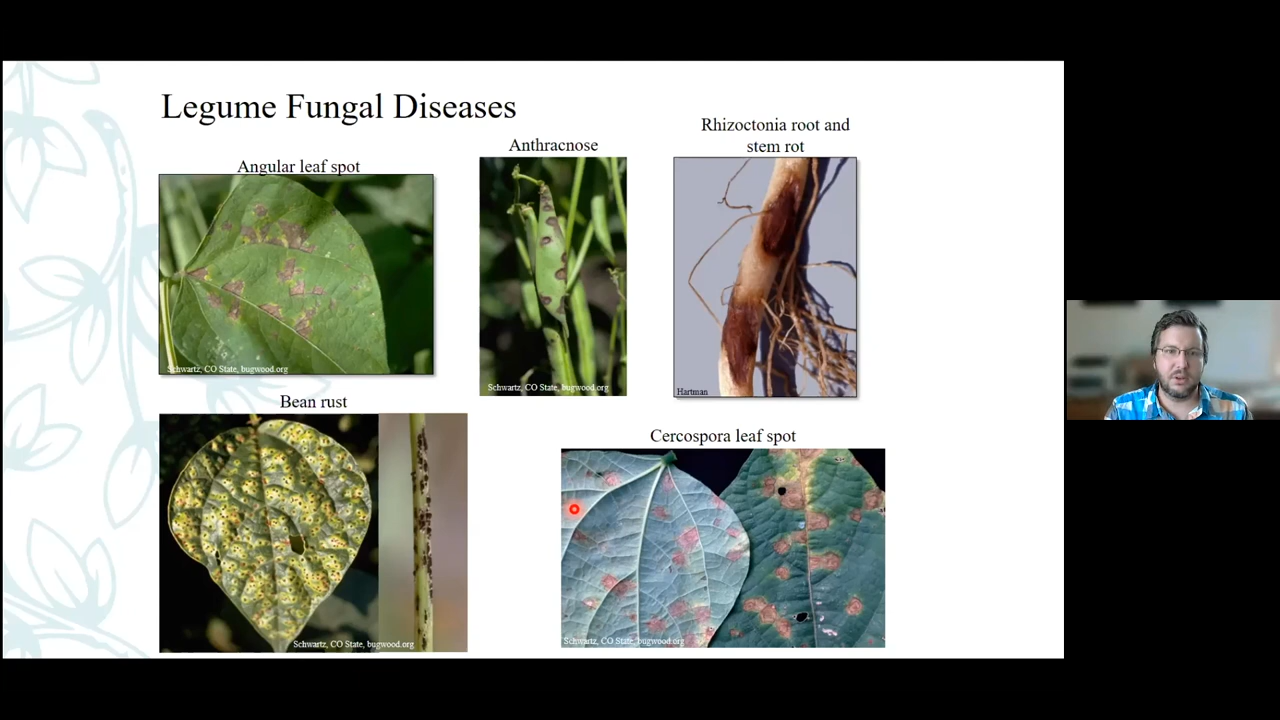 Legume Fungal Diseases
Angular leaf spot
Schwartz, CO State, bugwood.org
Anthracnose
Schwartz, CO State, bugwood.org
Rhizoctonia root and
stem rot
Hartman
Bean rust
Schwartz, CO State, bugwood.org
Cercospora leaf spot
Schwartz, CO State, bugwood.org